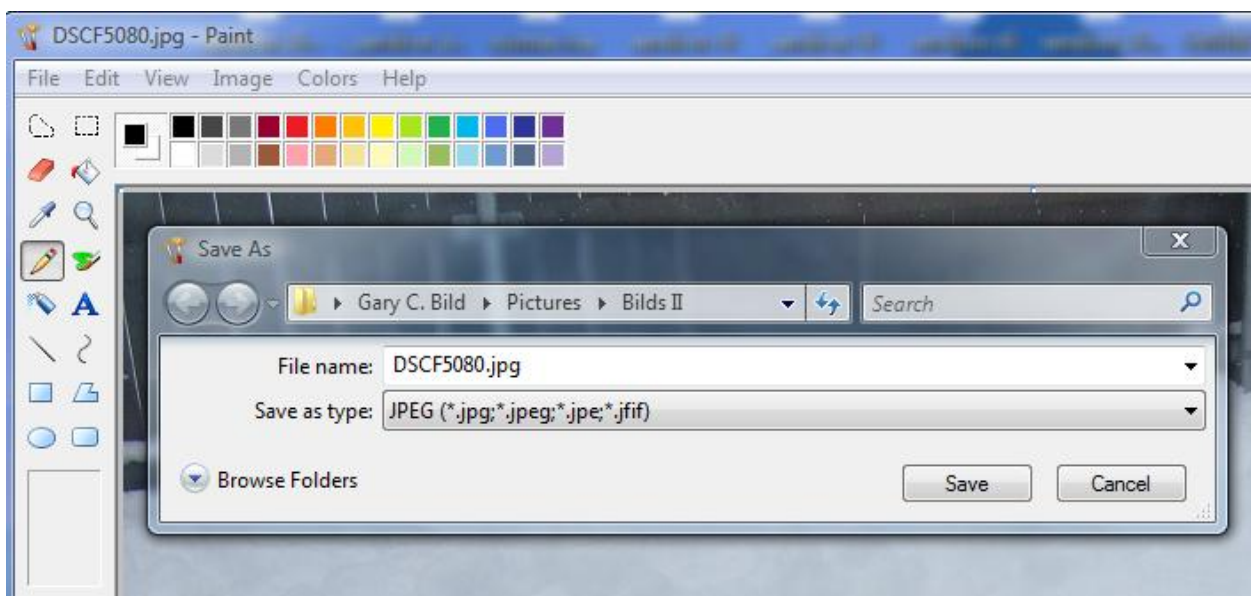 DSCF5080.jpg - Paint
File Edit View Image Colors Help
Save As
X
Gary C. Bild Pictures Bilds II Search
File name: DSCF5080.jpg
Save as type: JPEG (*.jpg;*.jpeg;*.jpe;*.jfif)
Browse Folders Save Cancel